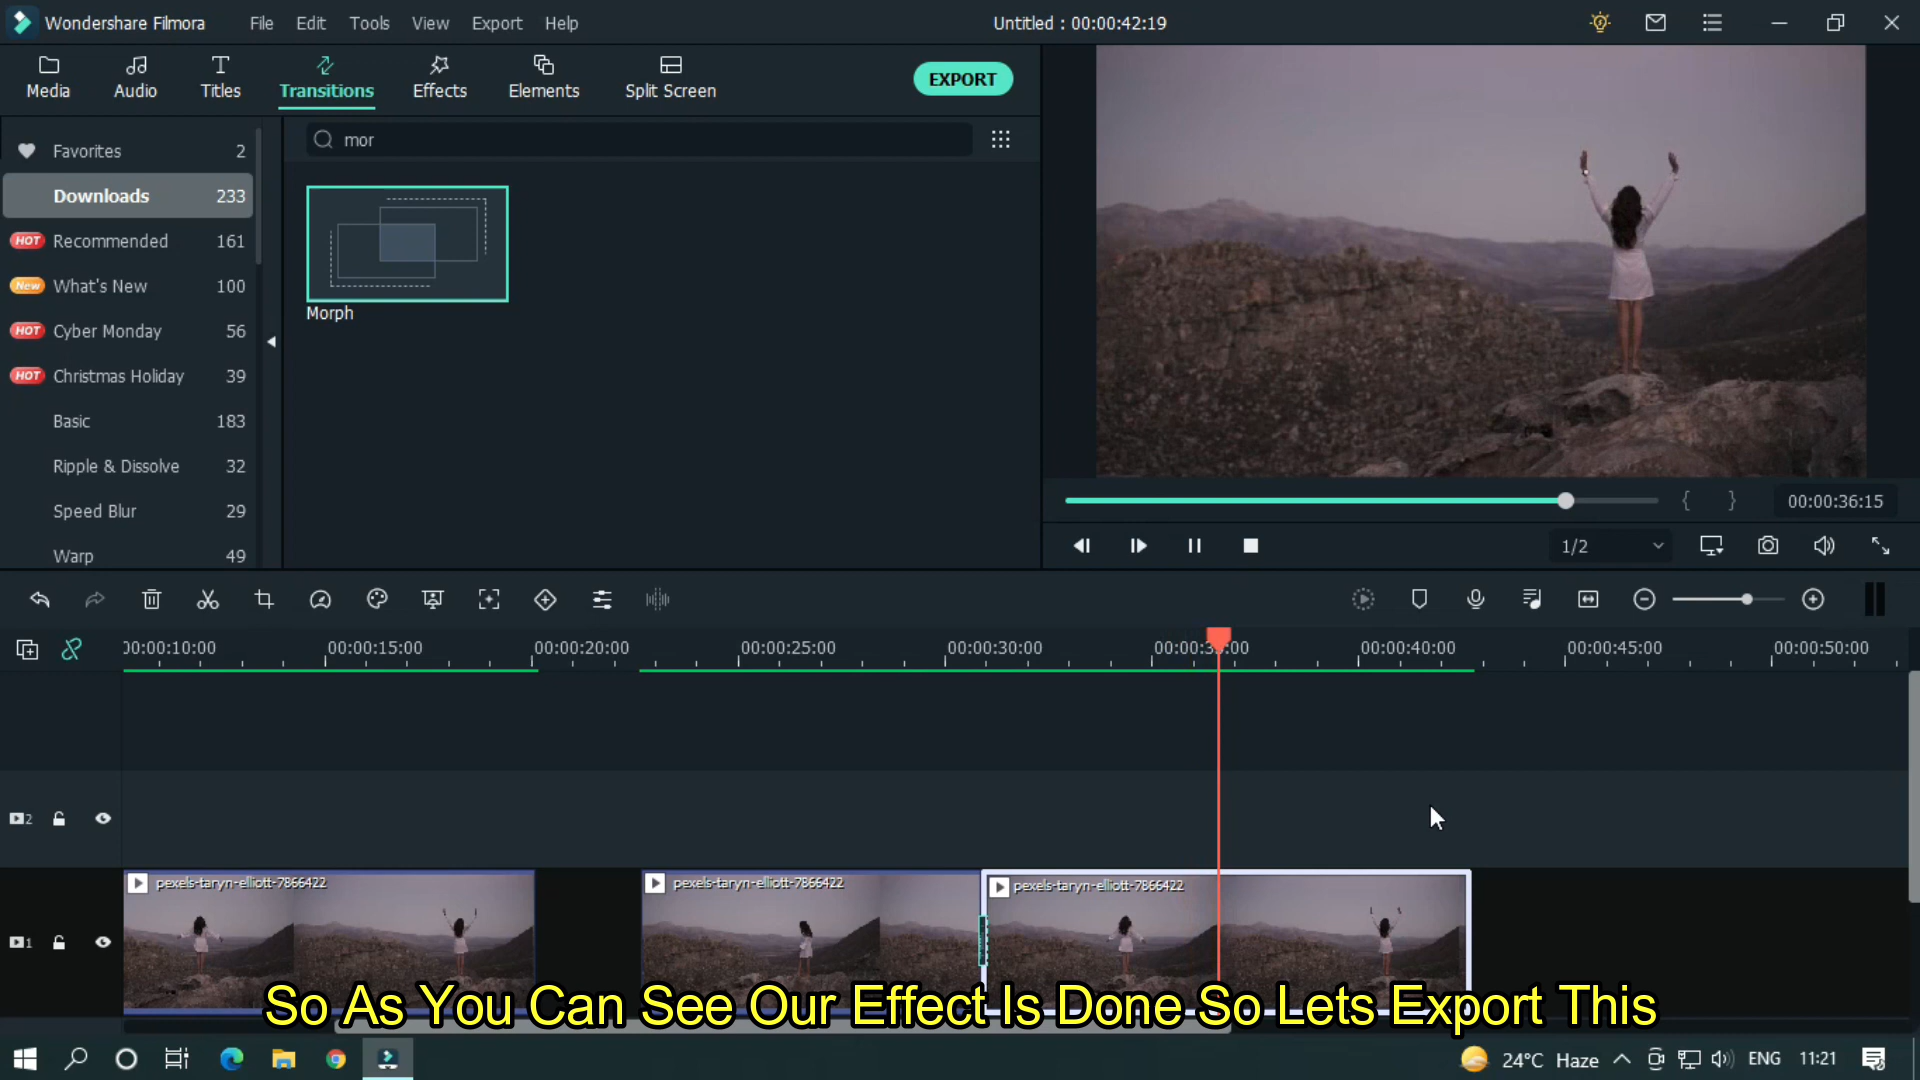 Wondershare Filmora File Edit Tools View Export Help Untitled : 00:00:42:19
Media Audio Titles Transitions Effects Elements Split Screen EXPORT
mor
Favorites 2
Downloads 233
HOT Recommended 161
New What's New 100
HOT Cyber Monday 56
HOT Christmas Holiday 39
Basic 183
Ripple & Dissolve 32
Speed Blur 29
Warp 49
Morph
{ } 00:00:36:15
1/2
00:00:10:00 00:00:15:00 00:00:20:00 00:00:25:00 00:00:30:00 00:00:35:00 00:00:40:00 00:00:45:00 00:00:50:00
2
1
pexels-taryn-elliott-7866422 pexels-taryn-elliott-7866422 pexels-taryn-elliott-7866422
So As You Can See Our Effect Is Done So Lets Export This
24°C Haze ENG 11:21